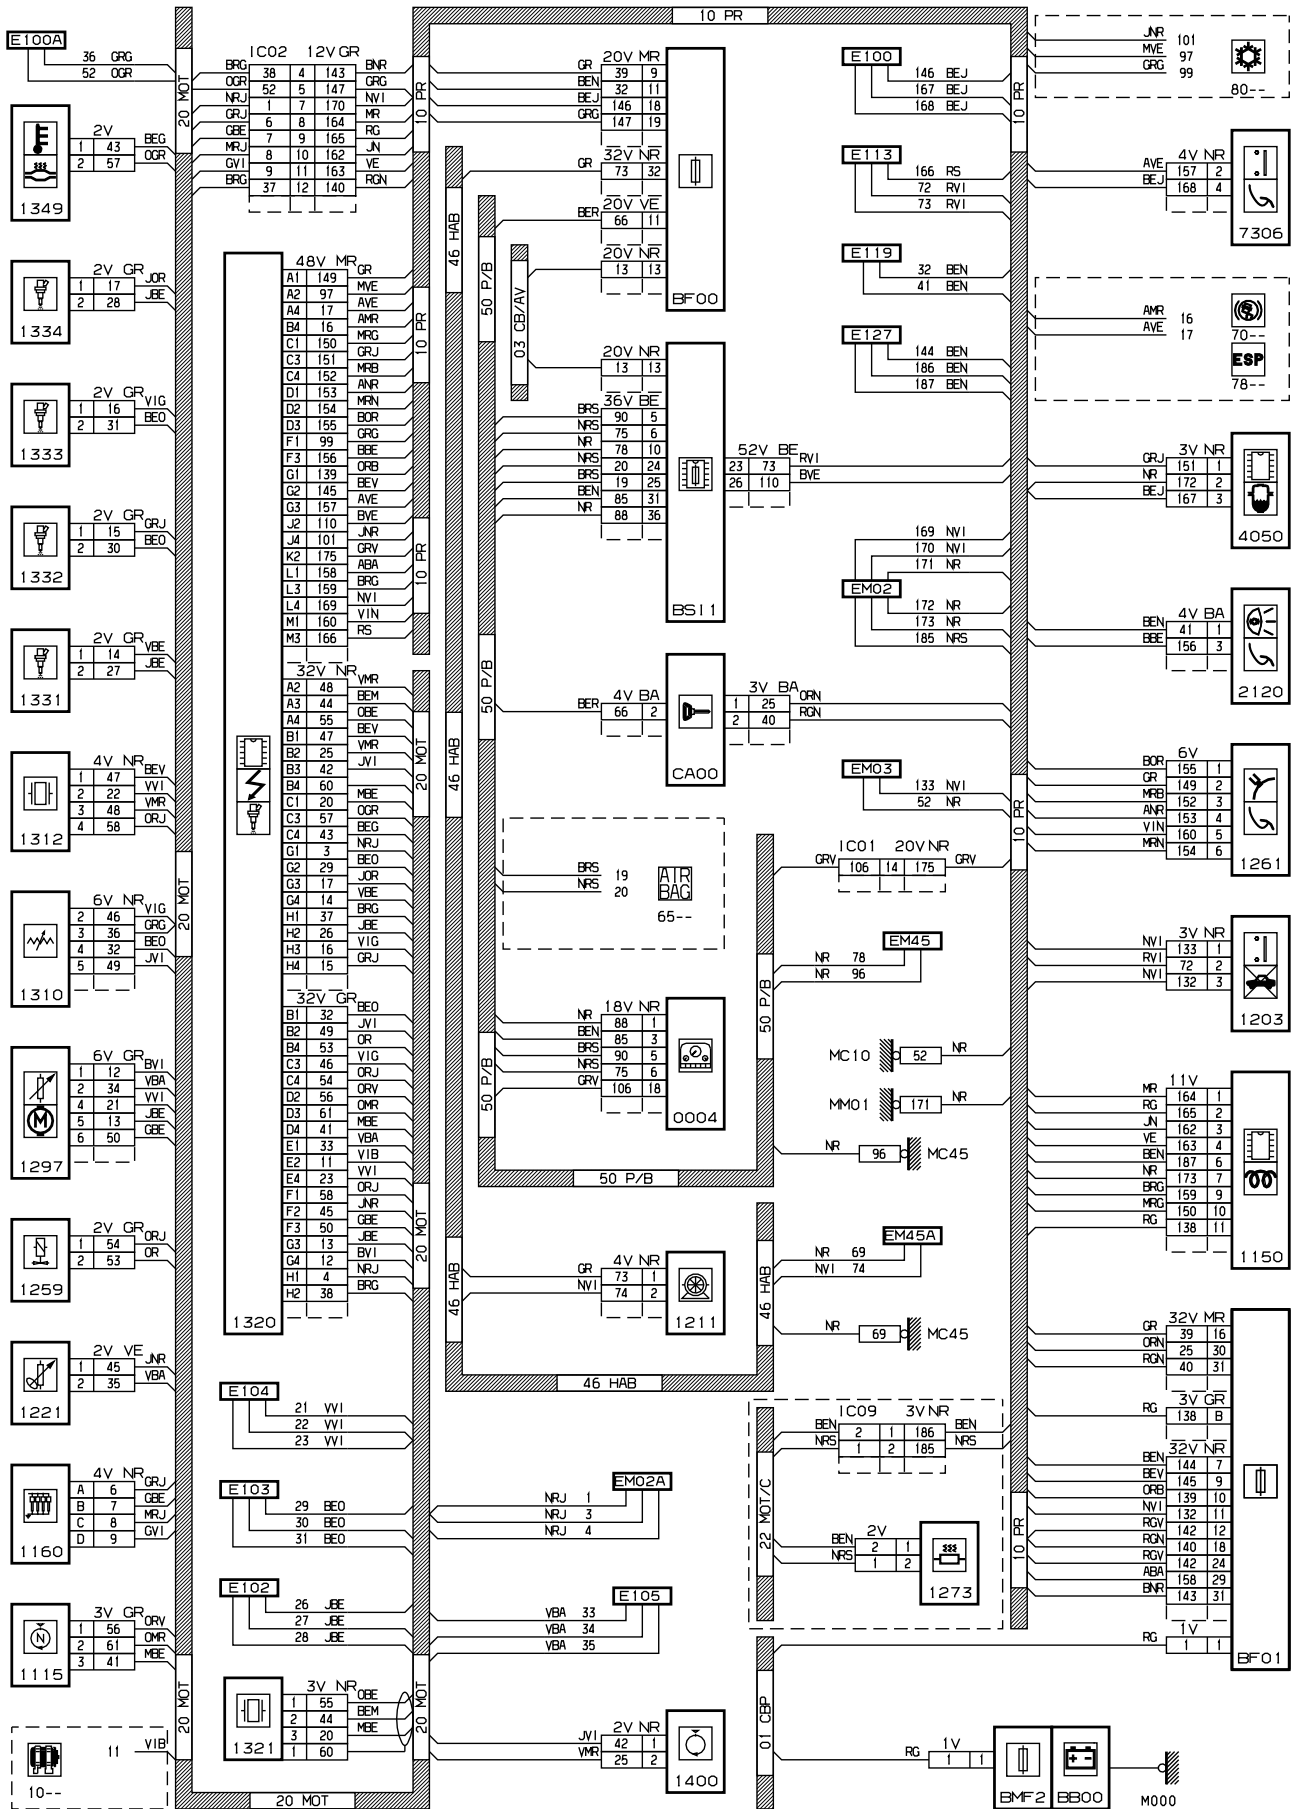 10 PR
E100A
36 GRG
52 OGR
20 MOT
1349
2V
1 43 BEG
2 57 OGR
1334
2V GR
1 17 JOR
2 28 JBE
1333
2V GR
1 16 VIG
2 31 BEO
1332
2V GR
1 15 GRJ
2 30 BEO
1331
2V GR
1 14 VBE
2 27 JBE
1312
4V NR
1 47 BEV
2 22 VVI
3 48 VMR
4 58 ORJ
20 MOT
1310
6V NR
2 46 VIG
3 36 GRG
4 32 BEO
5 49 JVI
1297
6V GR
1 12 BVI
2 34 VBA
4 21 VVI
5 13 JBE
6 50 GBE
1259
2V GR
1 54 ORJ
2 53 OR
1221
2V VE
1 45 JNR
2 35 VBA
1160
4V NR
A 6 GRJ
B 7 GBE
C 8 MRJ
D 9 GVI
1115
3V GR
1 56 ORV
2 61 OMR
3 41 MBE
20 MOT
11 VIB
10--
IC02 12V GR
BRG 38 4 143 BNR
OGR 52 5 147 GRG
NRJ 1 7 170 NVI
GRJ 6 8 164 MR
GBE 7 9 165 RG
MRJ 8 10 162 JN
GVI 9 11 163 VE
BRG 37 12 140 RGN
10 PR
1320
48V MR
A1 149 GR
A2 97 MVE
A4 17 AVE
B4 16 AMR
C1 150 MRG
C3 151 GRJ
C4 152 MRB
D1 153 ANR
D2 154 MRN
D3 155 BOR
F1 99 GRG
F3 156 BBE
G1 139 ORB
G2 145 BEV
G3 157 AVE
J2 110 BVE
J4 101 JNR
K2 175 GRV
L1 158 ABA
L3 159 BRG
L4 169 NVI
M1 160 VIN
M3 166 RS
10 PR
10 PR
32V NR
A2 48 VMR
A3 44 BEM
A4 55 OBE
B1 47 BEV
B2 25 VMR
B3 42 JVI
B4 60
C1 20 MBE
C3 57 OGR
C4 43 BEG
G1 3 NRJ
G2 29 BEO
G3 17 JOR
G4 14 VBE
H1 37 BRG
H2 26 JBE
H3 16 VIG
H4 15 GRJ
20 MOT
32V GR
B1 32 BEO
B2 49 JVI
B4 53 OR
C3 46 VIG
C4 54 ORJ
D2 56 ORV
D3 61 OMR
D4 41 MBE
E1 33 VBA
E2 11 VIB
E4 23 VVI
F1 58 ORJ
F2 45 JNR
F3 50 GBE
G3 13 JBE
G4 12 BVI
H1 4 NRJ
H2 38 BRG
20 MOT
E104
21 VVI
22 VVI
23 VVI
E103
29 BEO
30 BEO
31 BEO
E102
26 JBE
27 JBE
28 JBE
1321
3V NR
1 55 OBE
2 44 BEM
3 20 MBE
1 60
20 MOT
20 MOT
46 HAB
50 P/B
03 CB/AV
BF00
20V MR
GR 39 9
BEN 32 11
BEJ 146 18
GRG 147 19
32V NR
GR 73 32
20V VE
BER 66 11
20V NR
13 13
BSI1
20V NR
13 13
36V BE
BRS 90 5
NRS 75 6
NR 78 10
NRS 20 24
BRS 19 25
BEN 85 31
NR 88 36
52V BE
23 73 RVI
26 110 BVE
50 P/B
46 HAB
CA00
4V BA
BER 66 2
3V BA
1 25 ORN
2 40 RGN
BRS 19
NRS 20
AIR BAG
65--
0004
18V NR
NR 88 1
BEN 85 3
BRS 90 5
NRS 75 6
GRV 106 18
50 P/B
50 P/B
50 P/B
46 HAB
1211
4V NR
GR 73 1
NVI 74 2
46 HAB
46 HAB
EM02A
NRJ 1
NRJ 3
NRJ 4
E105
VBA 33
VBA 34
VBA 35
1400
2V NR
JVI 42 1
VMR 25 2
E100
146 BEJ
167 BEJ
168 BEJ
E113
166 RS
72 RVI
73 RVI
E119
32 BEN
41 BEN
E127
144 BEN
186 BEN
187 BEN
169 NVI
170 NVI
171 NR
EM02
172 NR
173 NR
185 NRS
EM03
133 NVI
52 NR
IC01 20V NR
GRV 106 14 175 GRV
EM45
NR 78
NR 96
MC10 52 NR
MM01 171 NR
NR 96 MC45
EM45A
NR 69
NVI 74
NR 69 MC45
22 MOT/C
IC09 3V NR
BEN 2 1 186 BEN
NRS 1 2 185 NRS
1273
2V
BEN 2 1
NRS 1 2
01 CBP
RG
1V
1 1
BMF2 BB00
M000
10 PR
10 PR
10 PR
JNR 101
MVE 97
GRG 99
80--
7306
4V NR
AVE 157 2
BEJ 168 4
AMR 16
AVE 17
70--
ESP
78--
4050
3V NR
GRJ 151 1
NR 172 2
BEJ 167 3
2120
4V BA
BEN 41 1
BBE 156 3
1261
6V
BOR 155 1
GR 149 2
MRB 152 3
ANR 153 4
VIN 160 5
MRN 154 6
1203
3V NR
NVI 133 1
RVI 72 2
NVI 132 3
1150
11V
MR 164 1
RG 165 2
JN 162 3
VE 163 4
BEN 187 6
NR 173 7
BRG 159 9
MRG 150 10
RG 138 11
BF01
32V MR
GR 39 16
ORN 25 30
RGN 40 31
3V GR
RG 138 B
32V NR
BEN 144 7
BEV 145 9
ORB 139 10
NVI 132 11
RGV 142 12
RGN 140 18
RGV 142 24
ABA 158 29
BNR 143 31
1V
RG 1 1